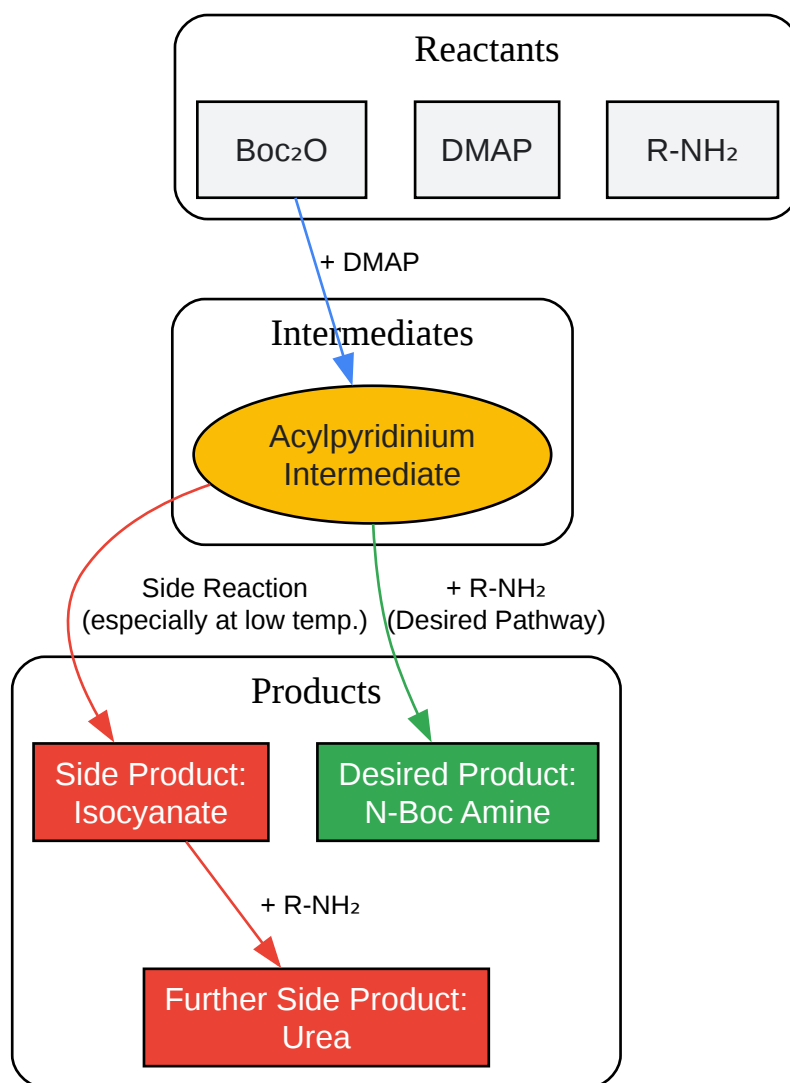 Reactants
Boc₂O
DMAP
R-NH₂
+ DMAP
Intermediates
Acylpyridinium
Intermediate
Side Reaction
(especially at low temp.)
+ R-NH₂
(Desired Pathway)
Products
Side Product:
Isocyanate
Desired Product:
N-Boc Amine
+ R-NH₂
Further Side Product:
Urea